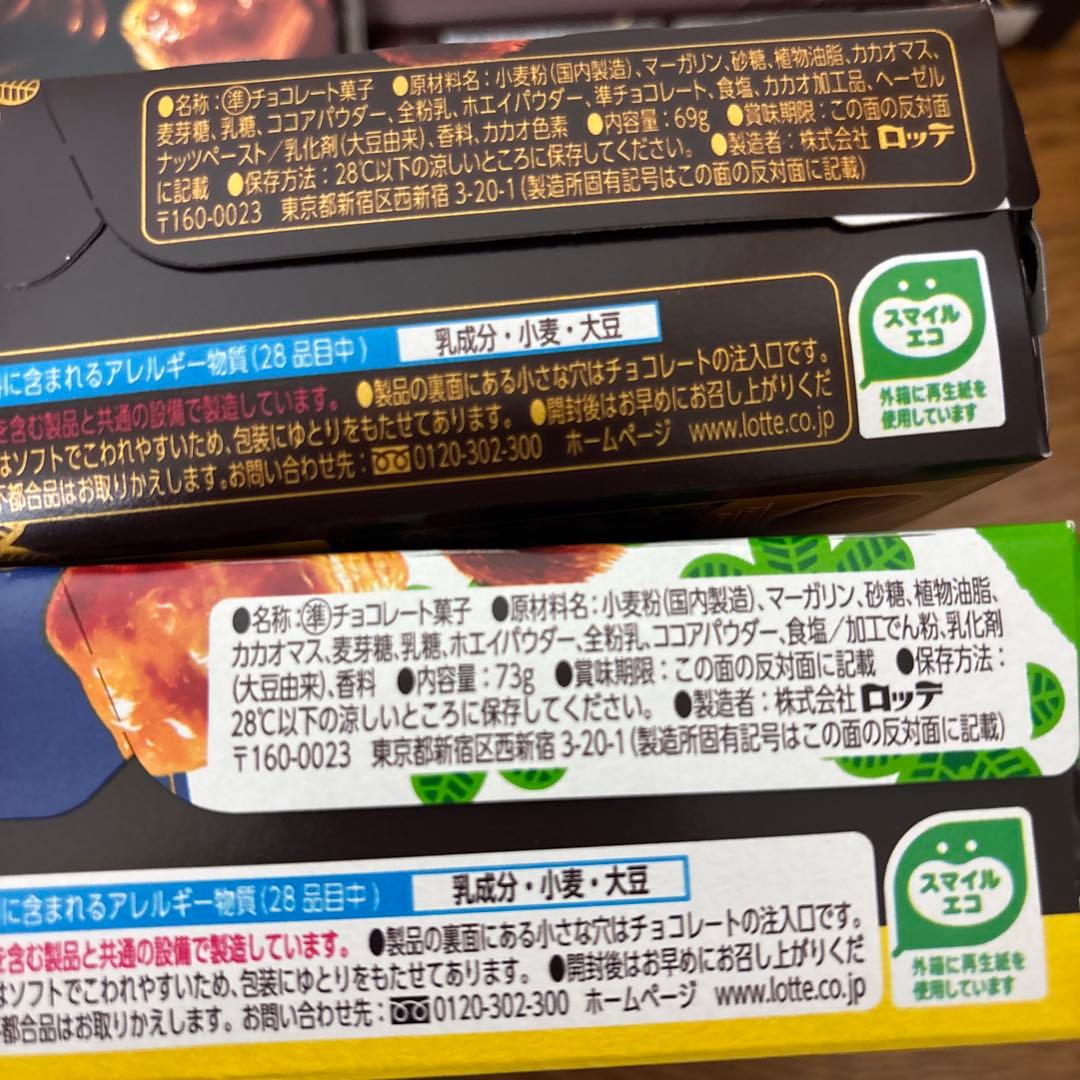 ●名称：準チョコレート菓子 ●原材料名：小麦粉（国内製造）、マーガリン、砂糖、植物油脂、カカオマス、
麦芽糖、乳糖、ココアパウダー、全粉乳、ホエイパウダー、準チョコレート、食塩、カカオ加工品、ヘーゼル
ナッツペースト／乳化剤（大豆由来）、香料、カカオ色素 ●内容量：69g ●賞味期限：この面の反対面
に記載 ●保存方法：28℃以下の涼しいところに保存してください。 ●製造者：株式会社 ロッテ
〒160-0023 東京都新宿区西新宿 3-20-1（製造所固有記号はこの面の反対面に記載）
に含まれるアレルギー物質（28品目中） 乳成分・小麦・大豆
を含む製品と共通の設備で製造しています。 ●製品の裏面にある小さな穴はチョコレートの注入口です。
はソフトでこわれやすいため、包装にゆとりをもたせてあります。 ●開封後はお早めにお召し上がりくだ
不都合品はお取りかえします。お問い合わせ先：0120-302-300 ホームページ www.lotte.co.jp
スマイル
エコ
外箱に再生紙を
使用しています
●名称：準チョコレート菓子 ●原材料名：小麦粉（国内製造）、マーガリン、砂糖、植物油脂、
カカオマス、麦芽糖、乳糖、ホエイパウダー、全粉乳、ココアパウダー、食塩／加工でん粉、乳化剤
（大豆由来）、香料 ●内容量：73g ●賞味期限：この面の反対面に記載 ●保存方法：
28℃以下の涼しいところに保存してください。 ●製造者：株式会社 ロッテ
〒160-0023 東京都新宿区西新宿 3-20-1（製造所固有記号はこの面の反対面に記載）
に含まれるアレルギー物質（28品目中） 乳成分・小麦・大豆
を含む製品と共通の設備で製造しています。 ●製品の裏面にある小さな穴はチョコレートの注入口です。
はソフトでこわれやすいため、包装にゆとりをもたせてあります。 ●開封後はお早めにお召し上がりくだ
都合品はお取りかえします。お問い合わせ先：0120-302-300 ホームページ www.lotte.co.jp
スマイル
エコ
外箱に再生紙を
使用しています